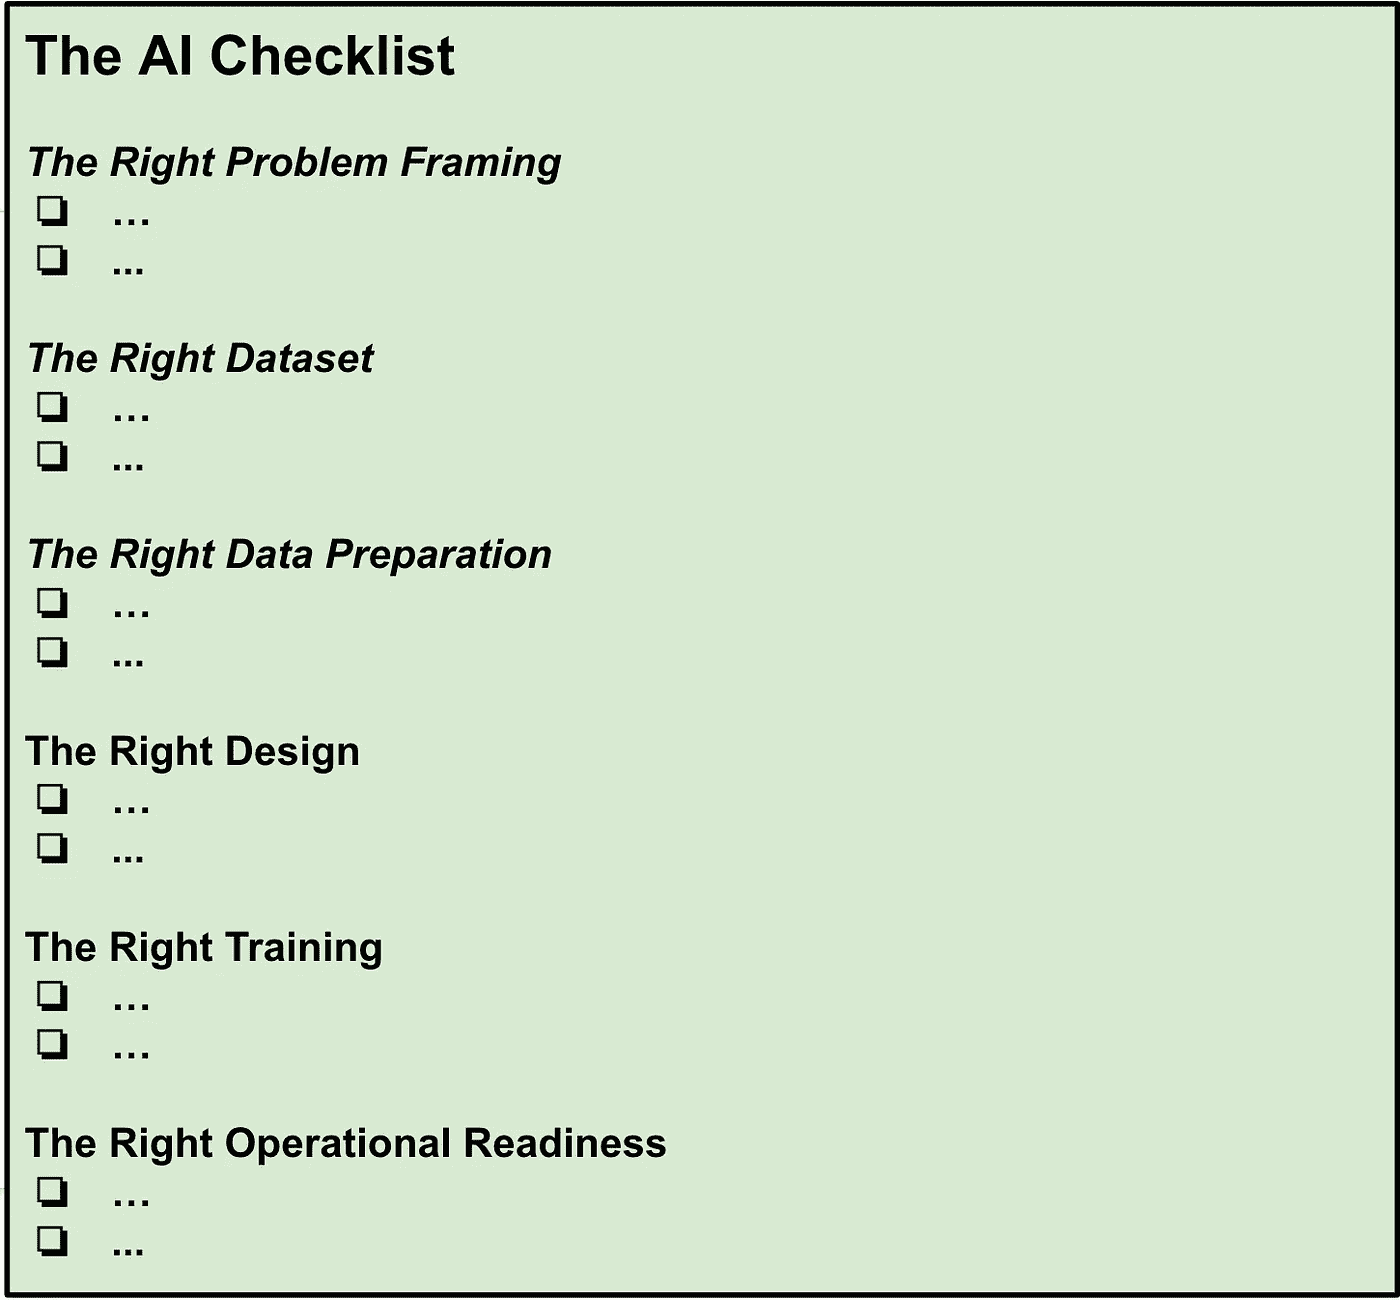 The AI Checklist
The Right Problem Framing
❏ …
❏ ...
The Right Dataset
❏ …
❏ ...
The Right Data Preparation
❏ …
❏ ...
The Right Design
❏ …
❏ ...
The Right Training
❏ …
❏ …
The Right Operational Readiness
❏ …
❏ ...